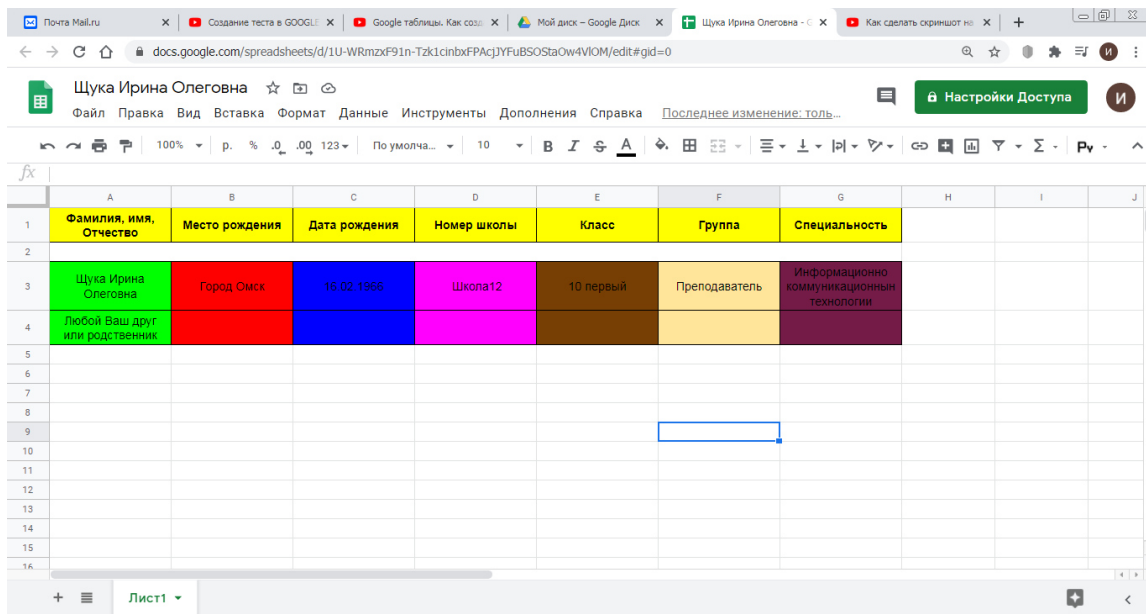 Почта Mail.ru
Создание теста в GOOGLE
Google таблицы. Как созд
Мой диск – Google Диск
Щука Ирина Олеговна - G
Как сделать скриншот на
docs.google.com/spreadsheets/d/1U-WRmzxF91n-Tzk1cinbxFPAcjJYFuBSOStaOw4VlOM/edit#gid=0
И
Щука Ирина Олеговна
Настройки Доступа
И
Файл Правка Вид Вставка Формат Данные Инструменты Дополнения Справка Последнее изменение: толь...
100% р. % .0 .00 123 По умолча... 10 B I S A Σ Ру
fx
A B C D E F G H I J
1 Фамилия, имя, Отчество Место рождения Дата рождения Номер школы Класс Группа Специальность
2
3 Щука Ирина Олеговна Город Омск 16.02.1986 Школа12 10 первый Преподаватель Информационно коммуникационнын технологии
4 Любой Ваш друг или родственник
5
6
7
8
9
10
11
12
13
14
15
16
Лист1